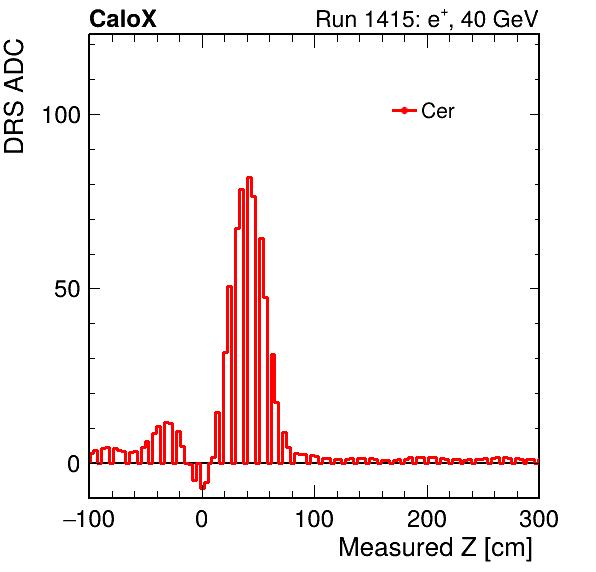 CaloX Run 1415: e⁺, 40 GeV
DRS ADC
Cer
100
50
0
−100 0 100 200 300
Measured Z [cm]